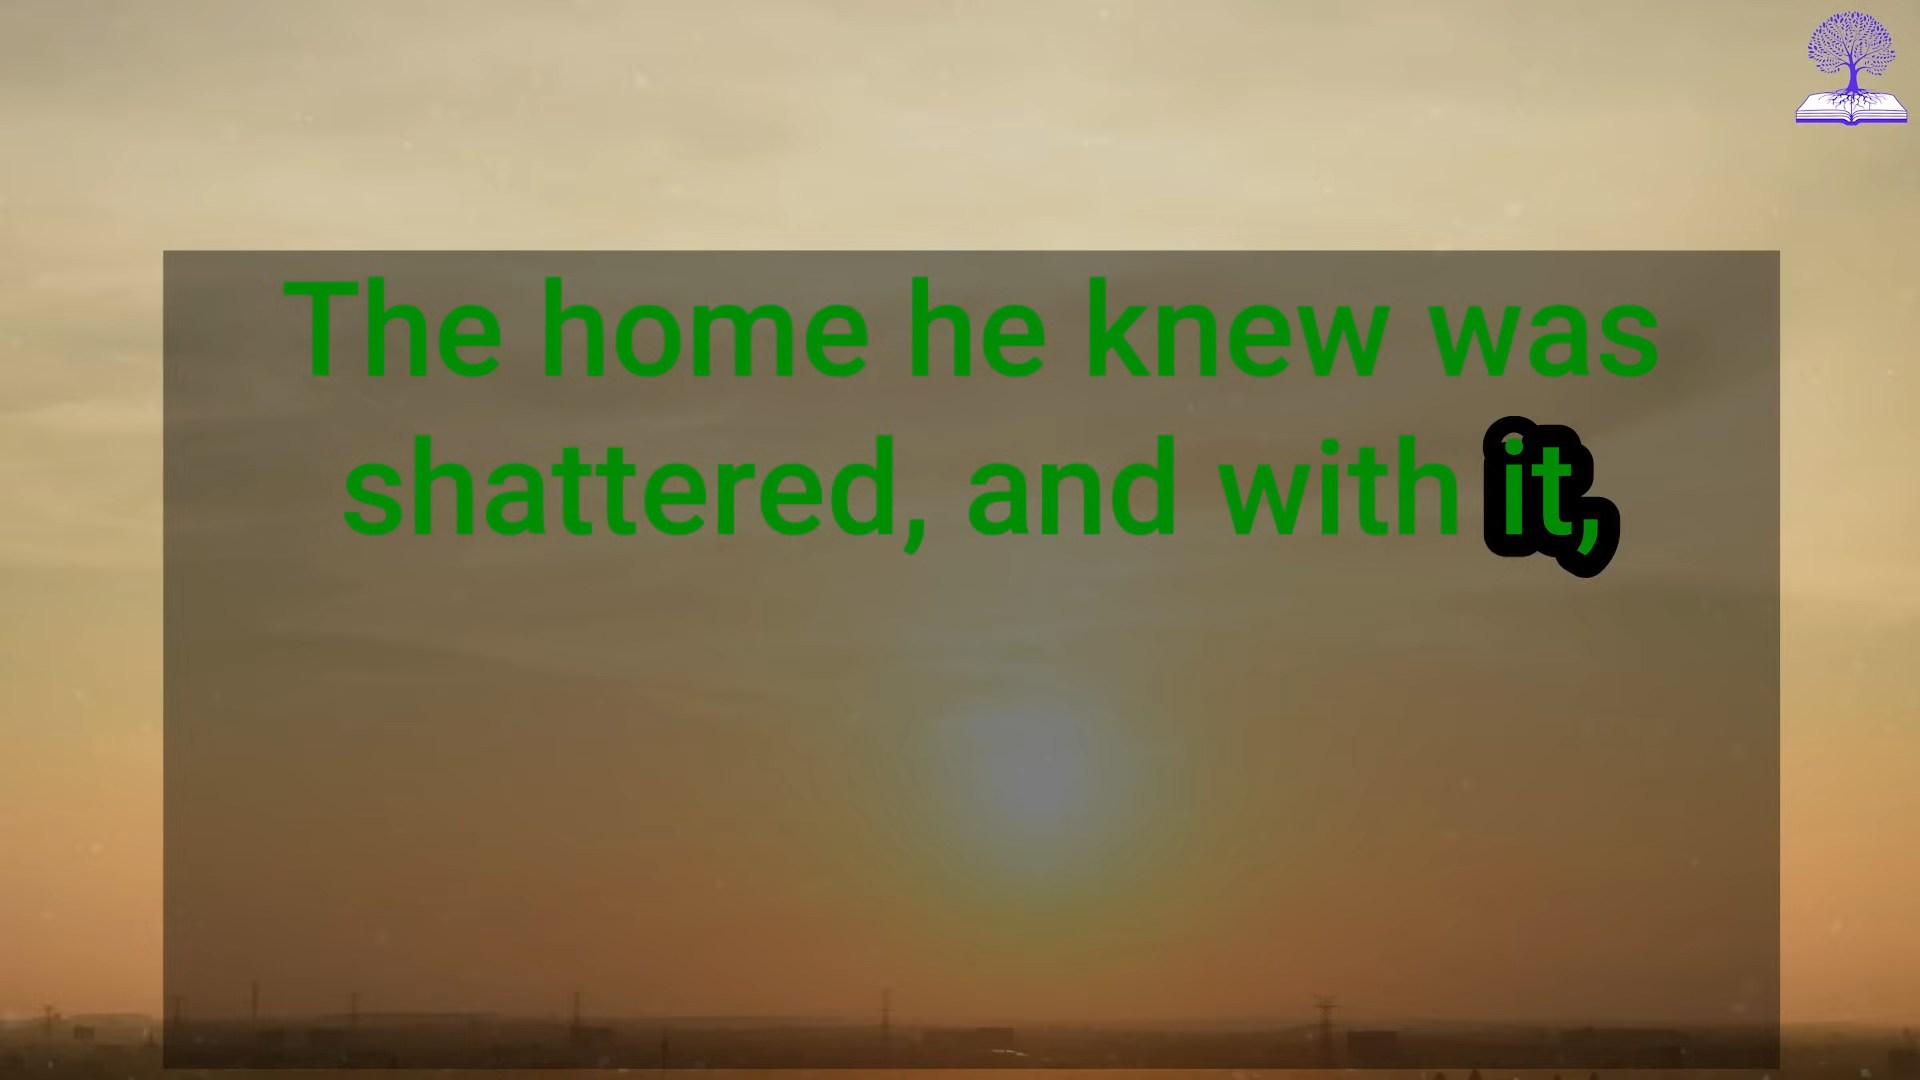 The home he knew was
shattered, and with it,